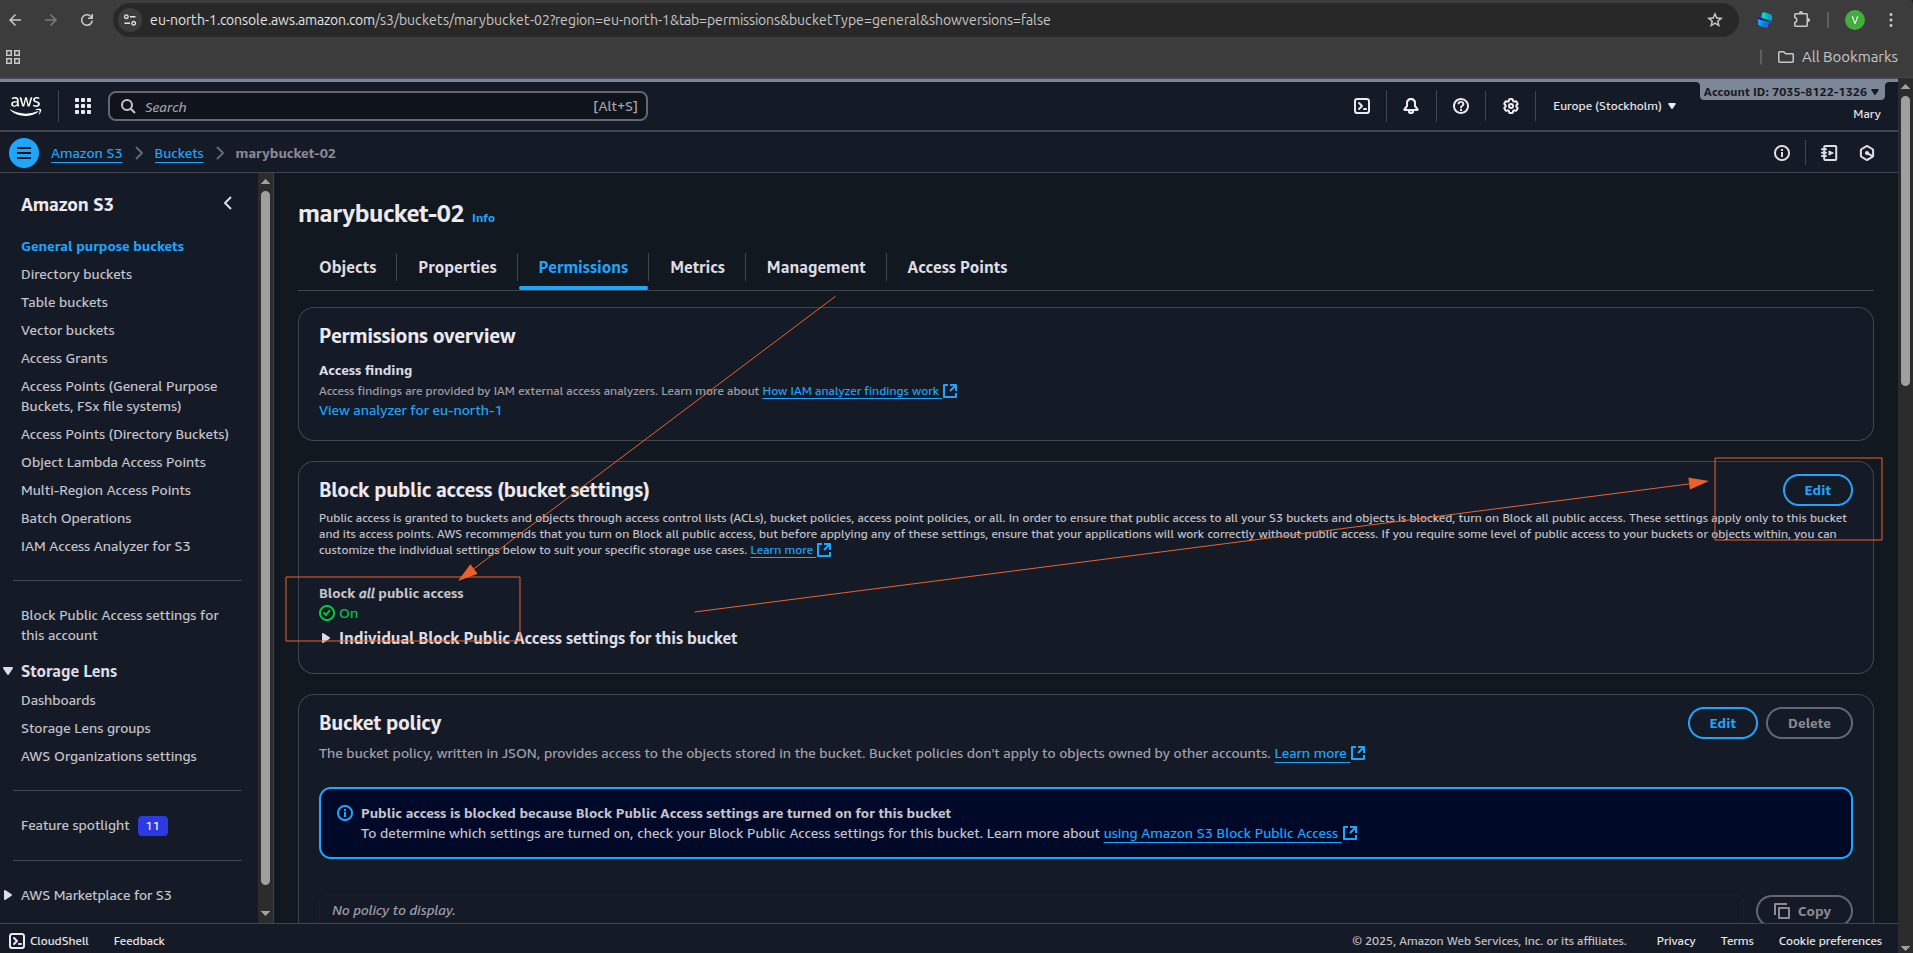 eu-north-1.console.aws.amazon.com/s3/buckets/marybucket-02?region=eu-north-1&tab=permissions&bucketType=general&showversions=false
V
All Bookmarks
aws
Search
[Alt+S]
Europe (Stockholm)
Account ID: 7035-8122-1326
Mary
Amazon S3
Buckets
marybucket-02
Amazon S3
General purpose buckets
Directory buckets
Table buckets
Vector buckets
Access Grants
Access Points (General Purpose
Buckets, FSx file systems)
Access Points (Directory Buckets)
Object Lambda Access Points
Multi-Region Access Points
Batch Operations
IAM Access Analyzer for S3
Block Public Access settings for
this account
Storage Lens
Dashboards
Storage Lens groups
AWS Organizations settings
Feature spotlight 11
AWS Marketplace for S3
marybucket-02 Info
Objects
Properties
Permissions
Metrics
Management
Access Points
Permissions overview
Access finding
Access findings are provided by IAM external access analyzers. Learn more about How IAM analyzer findings work
View analyzer for eu-north-1
Block public access (bucket settings)
Edit
Public access is granted to buckets and objects through access control lists (ACLs), bucket policies, access point policies, or all. In order to ensure that public access to all your S3 buckets and objects is blocked, turn on Block all public access. These settings apply only to this bucket
and its access points. AWS recommends that you turn on Block all public access, but before applying any of these settings, ensure that your applications will work correctly without public access. If you require some level of public access to your buckets or objects within, you can
customize the individual settings below to suit your specific storage use cases. Learn more
Block all public access
On
Individual Block Public Access settings for this bucket
Bucket policy
Edit
Delete
The bucket policy, written in JSON, provides access to the objects stored in the bucket. Bucket policies don't apply to objects owned by other accounts. Learn more
Public access is blocked because Block Public Access settings are turned on for this bucket
To determine which settings are turned on, check your Block Public Access settings for this bucket. Learn more about using Amazon S3 Block Public Access
No policy to display.
Copy
CloudShell
Feedback
© 2025, Amazon Web Services, Inc. or its affiliates.
Privacy
Terms
Cookie preferences